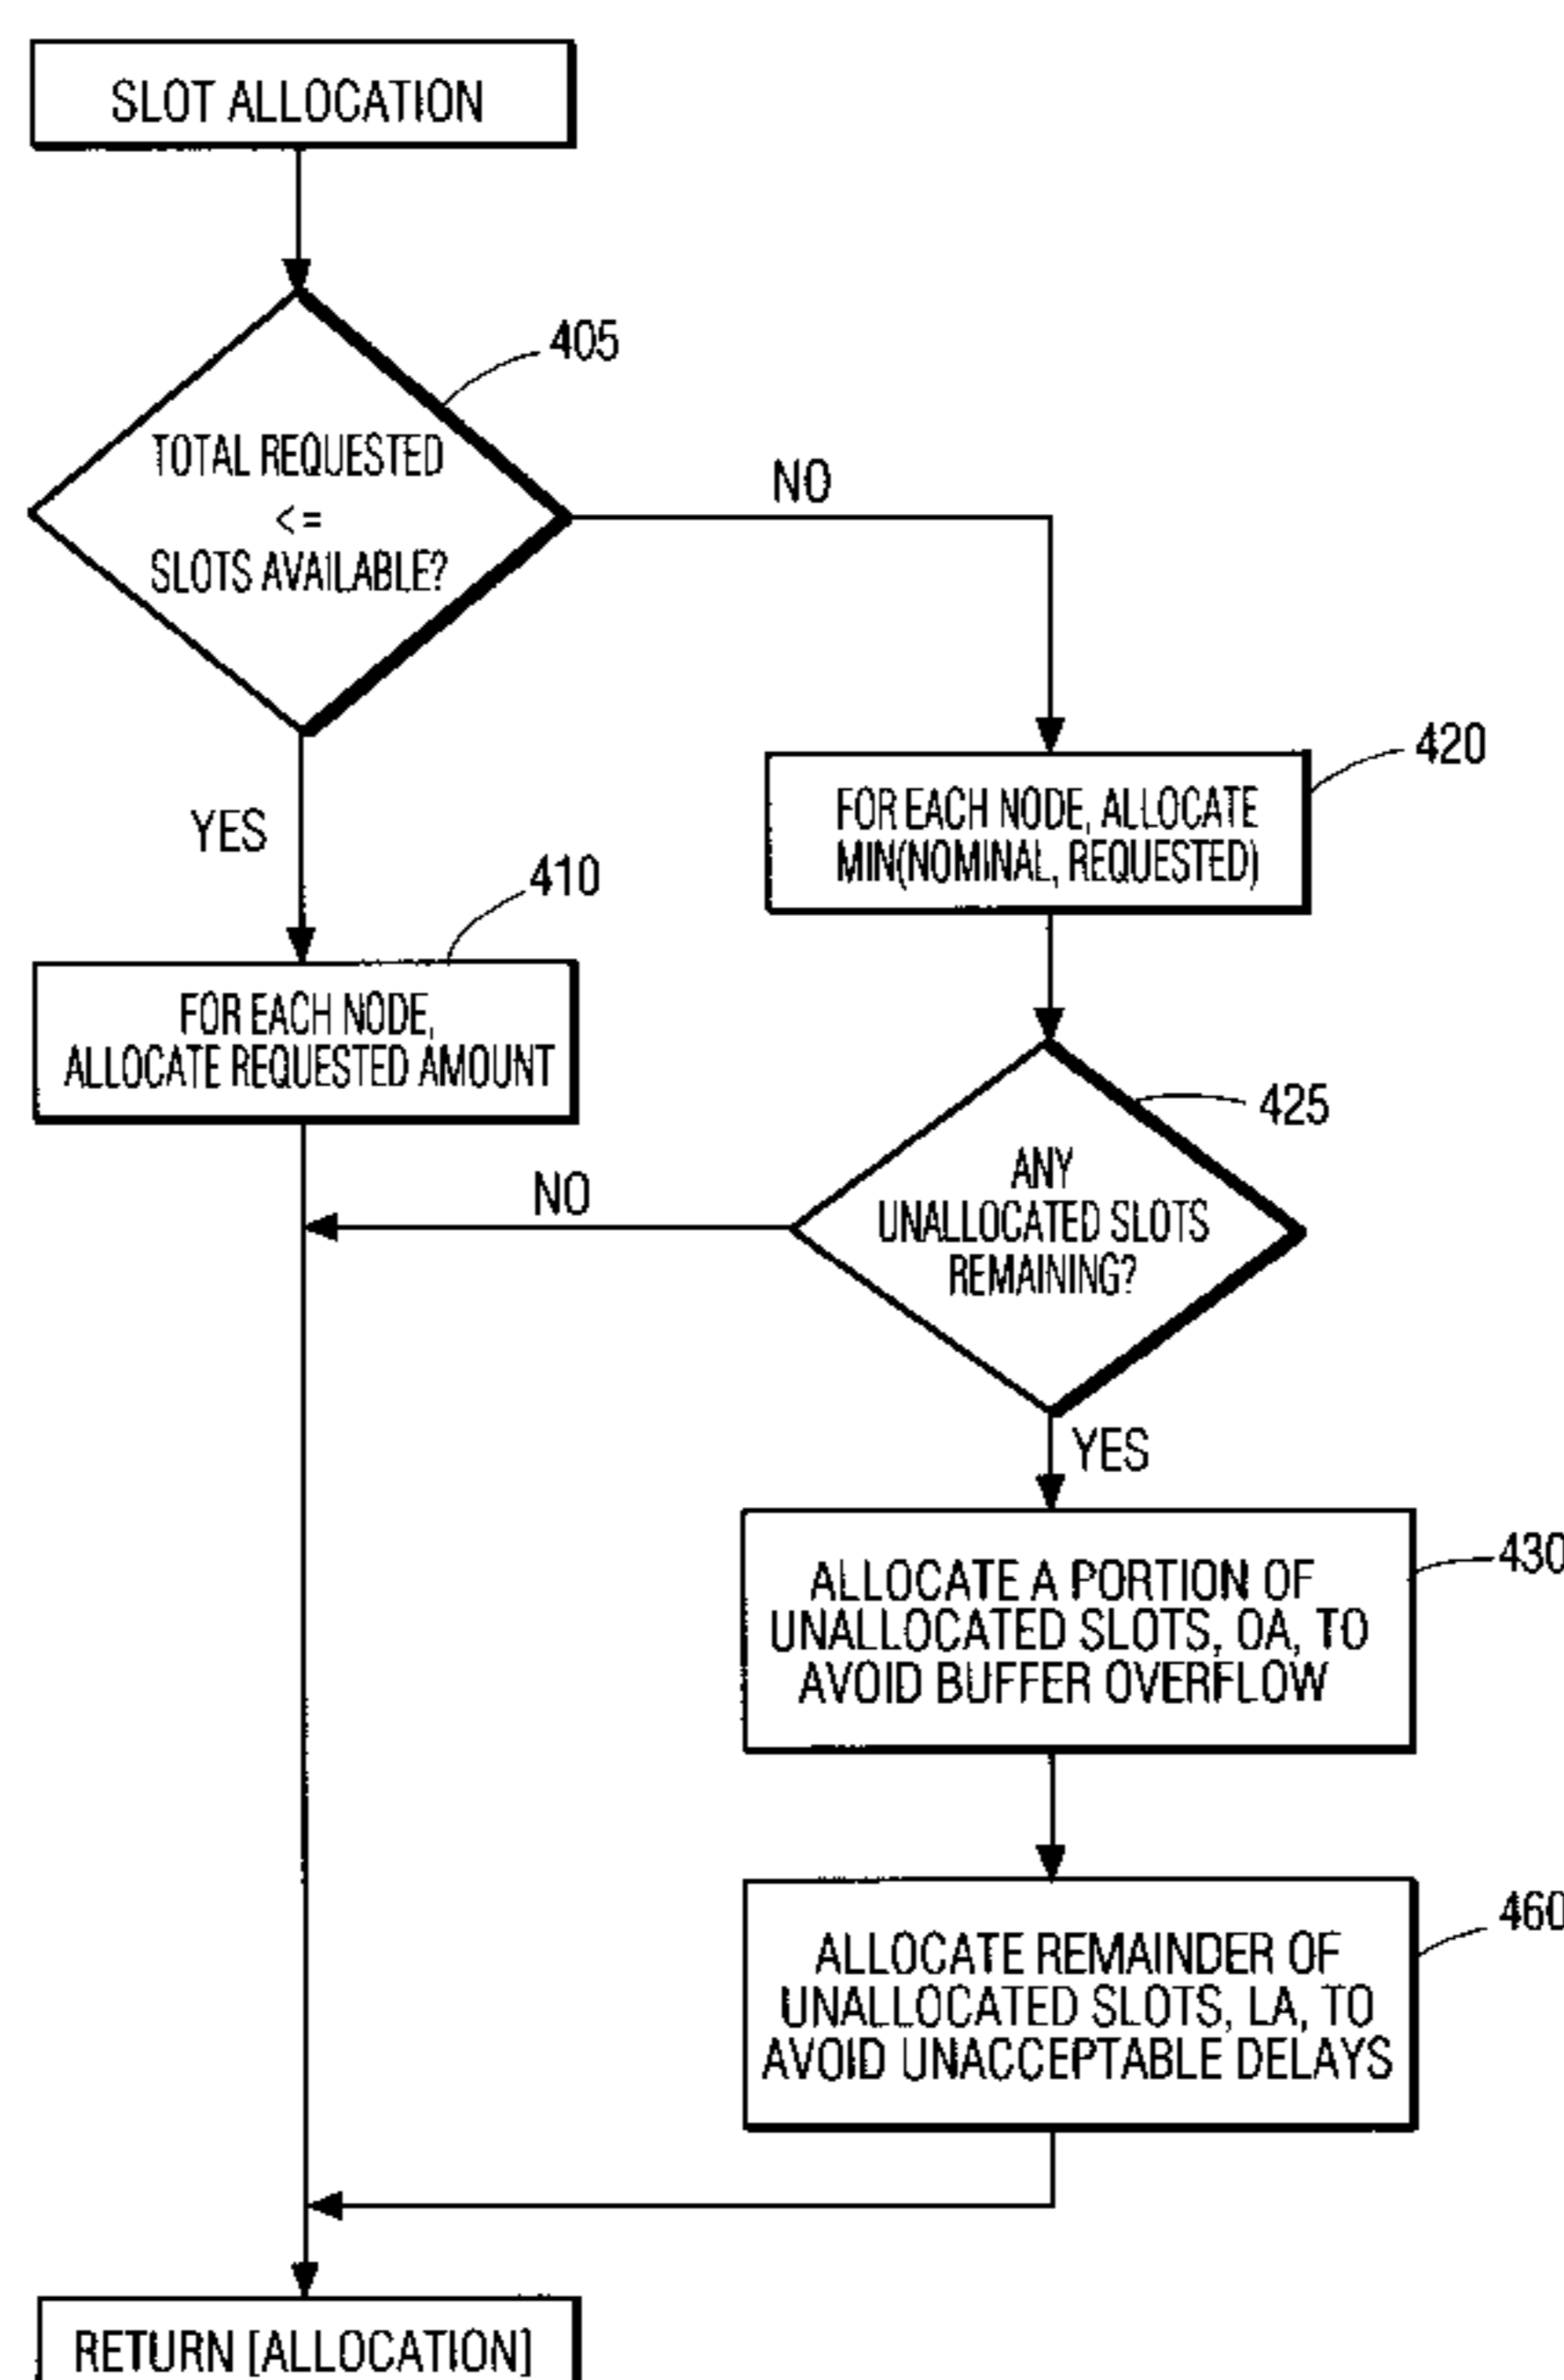 SLOT ALLOCATION
405
TOTAL REQUESTED
<=
SLOTS AVAILABLE?
NO
YES
420
FOR EACH NODE, ALLOCATE
MIN(NOMINAL, REQUESTED)
410
FOR EACH NODE,
ALLOCATE REQUESTED AMOUNT
425
ANY
UNALLOCATED SLOTS
REMAINING?
NO
YES
430
ALLOCATE A PORTION OF
UNALLOCATED SLOTS, OA, TO
AVOID BUFFER OVERFLOW
460
ALLOCATE REMAINDER OF
UNALLOCATED SLOTS, LA, TO
AVOID UNACCEPTABLE DELAYS
RETURN [ALLOCATION]